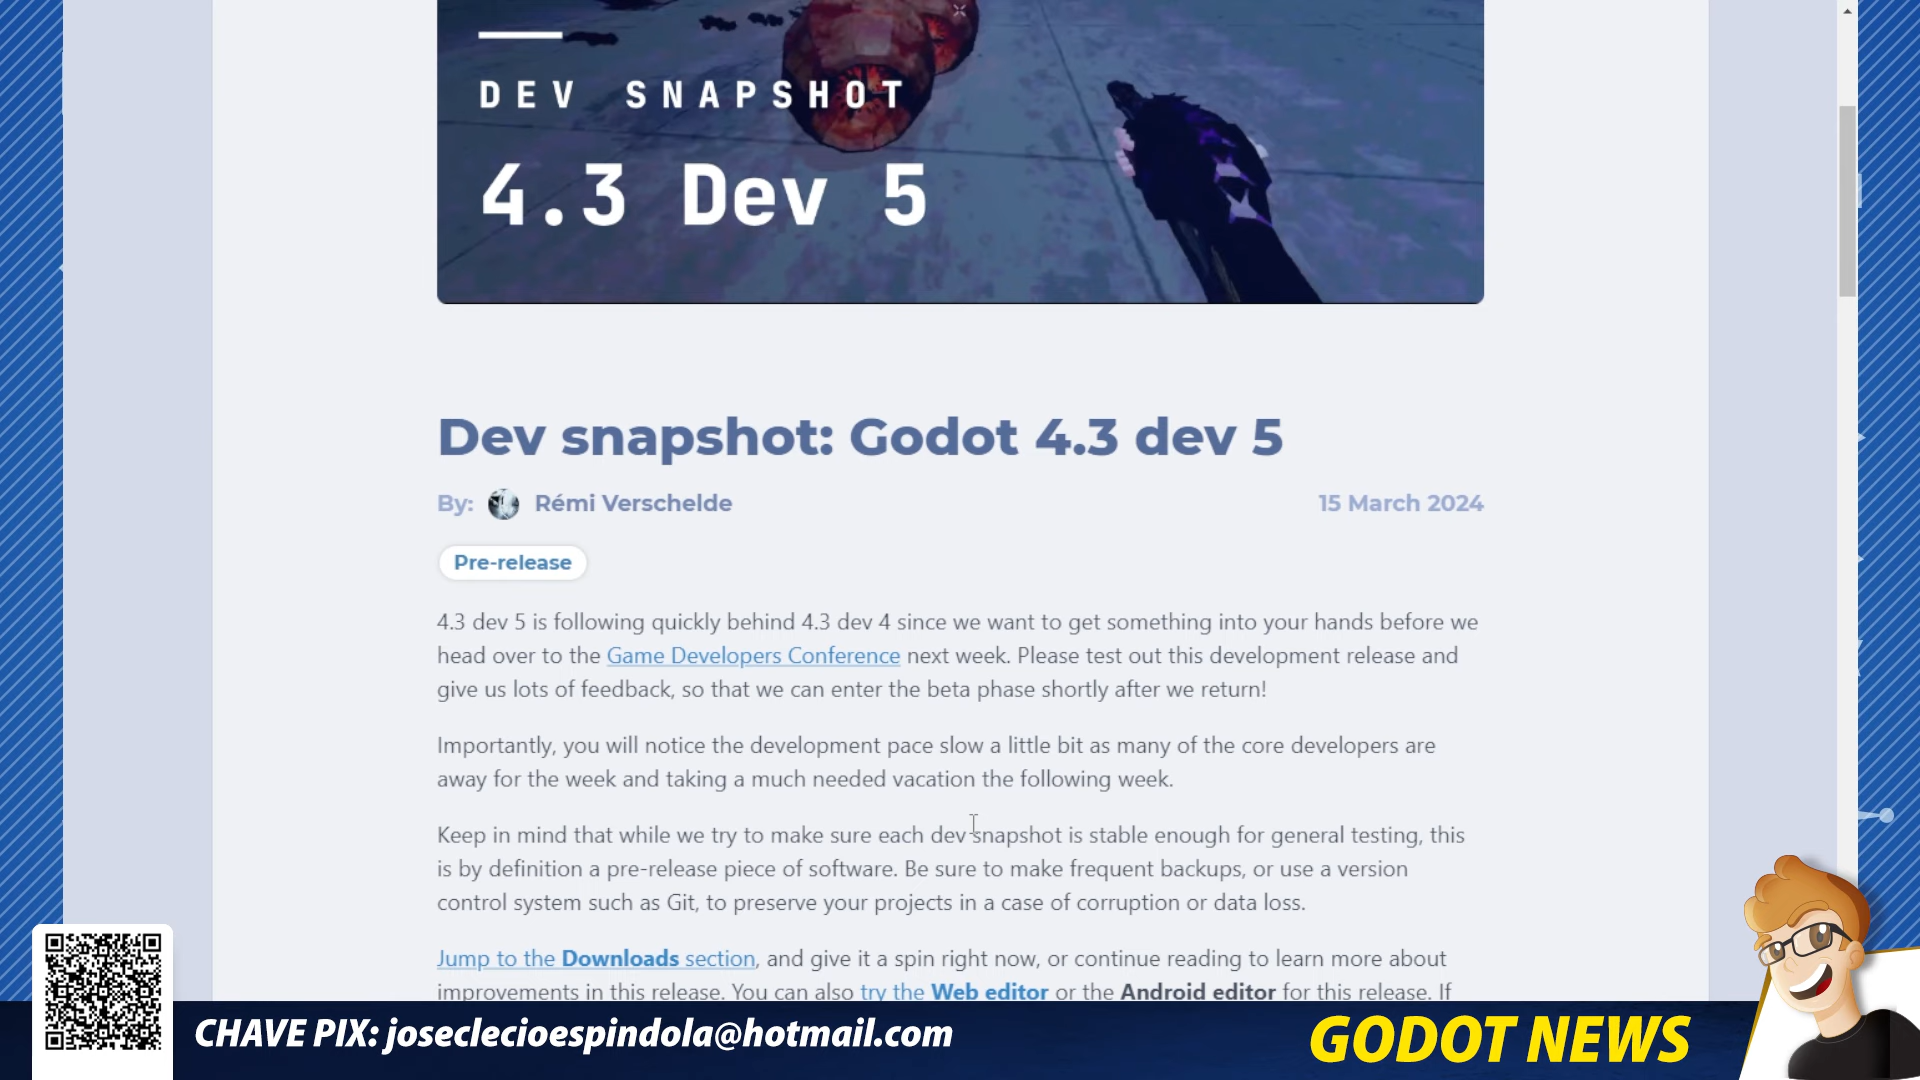 DEV SNAPSHOT
4.3 Dev 5
Dev snapshot: Godot 4.3 dev 5
By: Rémi Verschelde 15 March 2024
Pre-release
4.3 dev 5 is following quickly behind 4.3 dev 4 since we want to get something into your hands before we
head over to the Game Developers Conference next week. Please test out this development release and
give us lots of feedback, so that we can enter the beta phase shortly after we return!
Importantly, you will notice the development pace slow a little bit as many of the core developers are
away for the week and taking a much needed vacation the following week.
Keep in mind that while we try to make sure each dev snapshot is stable enough for general testing, this
is by definition a pre-release piece of software. Be sure to make frequent backups, or use a version
control system such as Git, to preserve your projects in a case of corruption or data loss.
Jump to the Downloads section, and give it a spin right now, or continue reading to learn more about
improvements in this release. You can also try the Web editor or the Android editor for this release. If
CHAVE PIX: joseclecioespindola@hotmail.com
GODOT NEWS